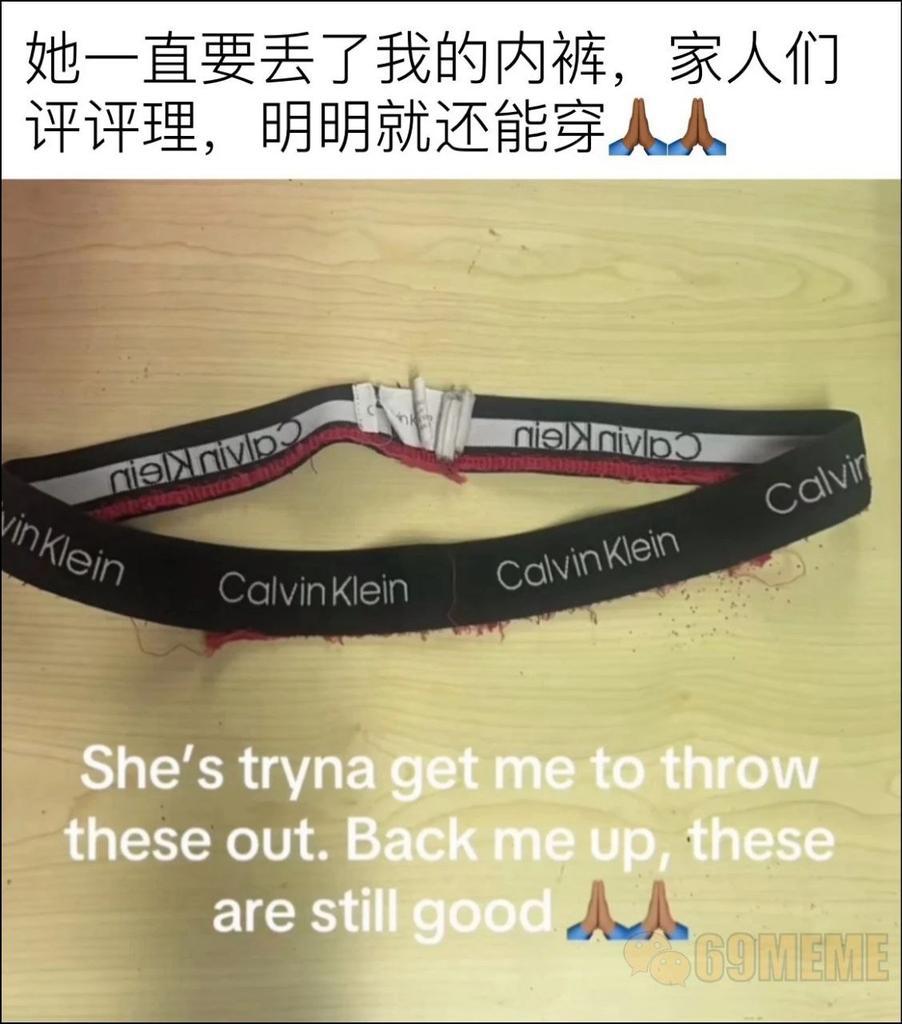 她一直要丢了我的内裤，家人们
评评理，明明就还能穿🙏🏾🙏🏾
Calvin Klein
Calvin Klein
vin Klein
Calvin Klein
Calvin Klein
Calvin
She's tryna get me to throw
these out. Back me up, these
are still good 🙏🏾🙏🏾
69MEME